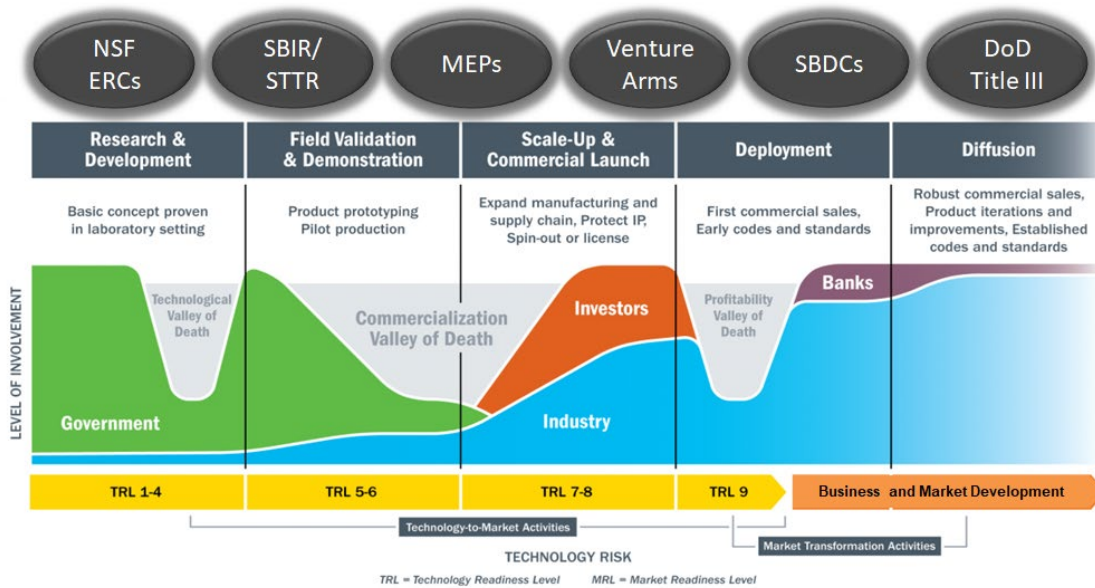 NSF
ERCs
SBIR/
STTR
MEPs
Venture
Arms
SBDCs
DoD
Title III
Research &
Development
Field Validation
& Demonstration
Scale-Up &
Commercial Launch
Deployment
Diffusion
Basic concept proven
in laboratory setting
Product prototyping
Pilot production
Expand manufacturing and
supply chain, Protect IP,
Spin-out or license
First commercial sales,
Early codes and standards
Robust commercial sales,
Product iterations and
improvements, Established
codes and standards
LEVEL OF INVOLVEMENT
Technological
Valley of
Death
Commercialization
Valley of Death
Investors
Profitability
Valley of
Death
Banks
Government
Industry
TRL 1-4
TRL 5-6
TRL 7-8
TRL 9
Business and Market Development
Technology-to-Market Activities
Market Transformation Activities
TECHNOLOGY RISK
TRL = Technology Readiness Level MRL = Market Readiness Level